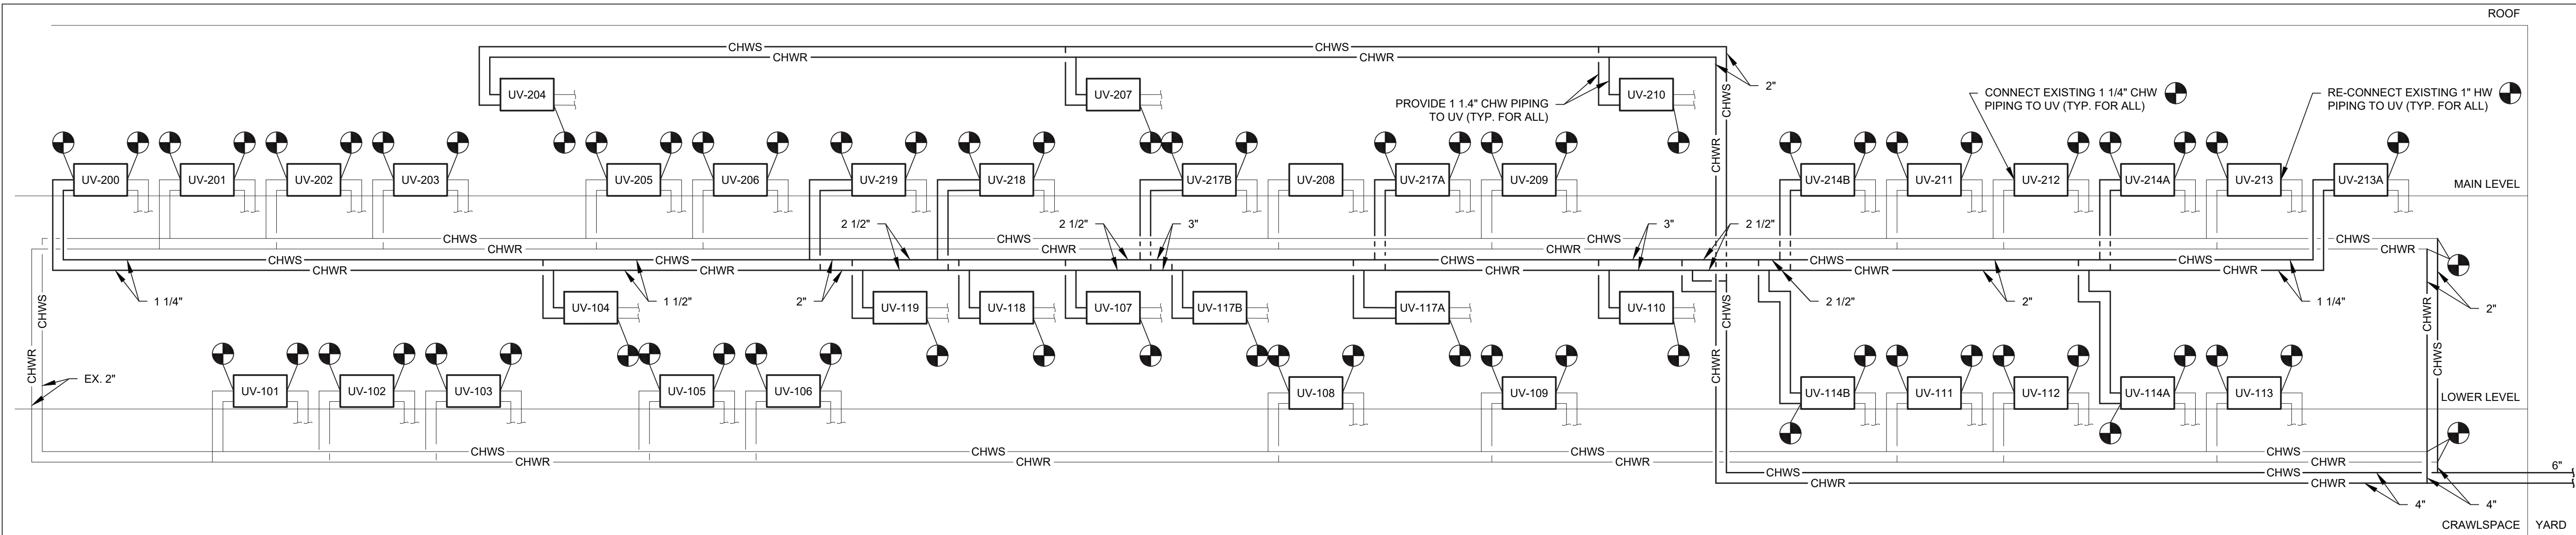 ROOF
CHWS
CHWS
CHWR
CHWR
2"
UV-204
UV-207
UV-210
CHWS
PROVIDE 1 1.4" CHW PIPING
TO UV (TYP. FOR ALL)
CONNECT EXISTING 1 1/4" CHW
PIPING TO UV (TYP. FOR ALL)
RE-CONNECT EXISTING 1" HW
PIPING TO UV (TYP. FOR ALL)
CHWR
UV-200
UV-201
UV-202
UV-203
UV-205
UV-206
UV-219
UV-218
UV-217B
UV-208
UV-217A
UV-209
UV-214B
UV-211
UV-212
UV-214A
UV-213
UV-213A
MAIN LEVEL
2 1/2"
2 1/2"
3"
3"
2 1/2"
CHWS
CHWS
CHWS
CHWS
CHWR
CHWR
CHWR
CHWR
CHWS
CHWS
CHWS
CHWS
CHWR
CHWR
CHWR
CHWR
CHWR
1 1/4"
1 1/2"
2"
2 1/2"
2"
1 1/4"
2"
CHWS
CHWS
CHWR
UV-104
UV-119
UV-118
UV-107
UV-117B
UV-117A
UV-110
CHWR
CHWR
CHWS
EX. 2"
UV-101
UV-102
UV-103
UV-105
UV-106
UV-108
UV-109
UV-114B
UV-111
UV-112
UV-114A
UV-113
LOWER LEVEL
CHWS
CHWS
CHWS
CHWS
CHWR
CHWR
CHWR
CHWR
CHWS
CHWS
6"
CHWR
CHWR
4"
4"
CRAWLSPACE
YARD